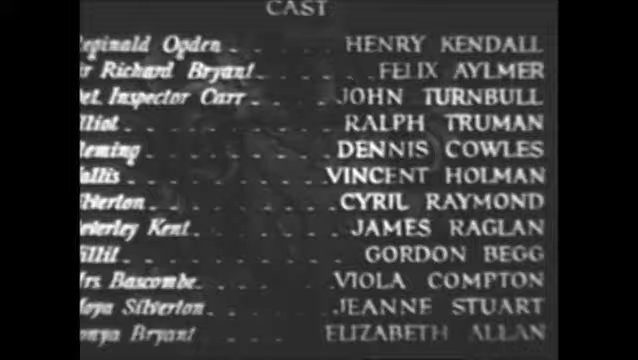 CAST
eginald Ogden HENRY KENDALL
r Richard Bryant FELIX AYLMER
et. Inspector Carr JOHN TURNBULL
lliot RALPH TRUMAN
leming DENNIS COWLES
allis VINCENT HOLMAN
ilverton CYRIL RAYMOND
everley Kent JAMES RAGLAN
illit GORDON BEGG
rs. Bascombe VIOLA COMPTON
oya Silverton JEANNE STUART
onya Bryant ELIZABETH ALLAN